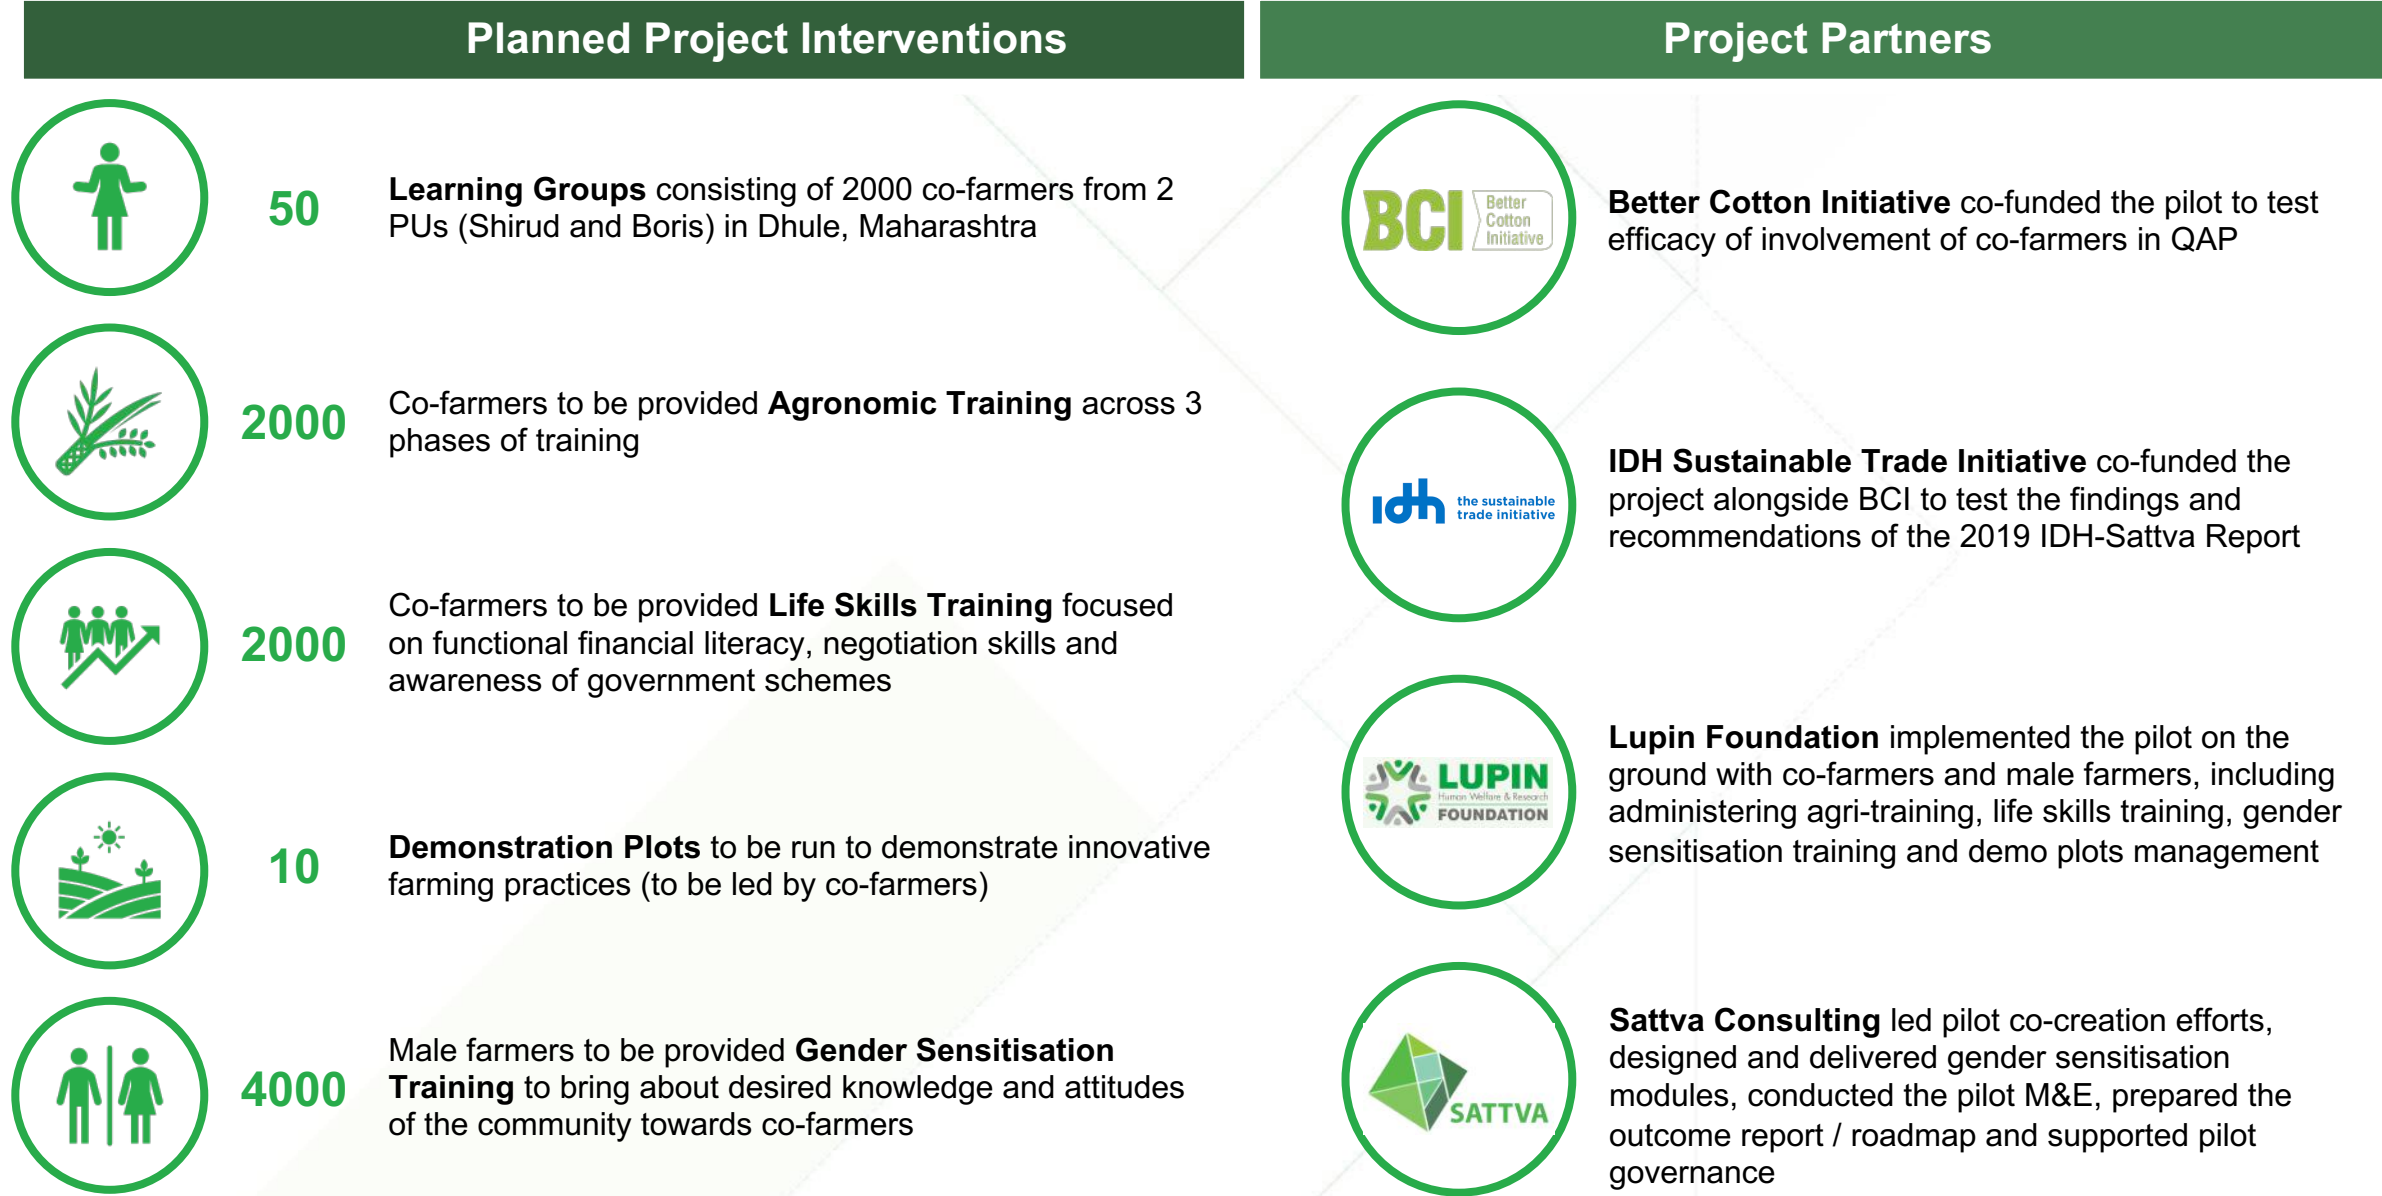 Planned Project Interventions
50
Learning Groups consisting of 2000 co-farmers from 2
PUs (Shirud and Boris) in Dhule, Maharashtra
2000
Co-farmers to be provided Agronomic Training across 3
phases of training
2000
Co-farmers to be provided Life Skills Training focused
on functional financial literacy, negotiation skills and
awareness of government schemes
10
Demonstration Plots to be run to demonstrate innovative
farming practices (to be led by co-farmers)
4000
Male farmers to be provided Gender Sensitisation
Training to bring about desired knowledge and attitudes
of the community towards co-farmers
Project Partners
BCI
Better
Cotton
Initiative
Better Cotton Initiative co-funded the pilot to test
efficacy of involvement of co-farmers in QAP
idh
the sustainable
trade initiative
IDH Sustainable Trade Initiative co-funded the
project alongside BCI to test the findings and
recommendations of the 2019 IDH-Sattva Report
LUPIN
Human Welfare & Research
FOUNDATION
Lupin Foundation implemented the pilot on the
ground with co-farmers and male farmers, including
administering agri-training, life skills training, gender
sensitisation training and demo plots management
SATTVA
Sattva Consulting led pilot co-creation efforts,
designed and delivered gender sensitisation
modules, conducted the pilot M&E, prepared the
outcome report / roadmap and supported pilot
governance